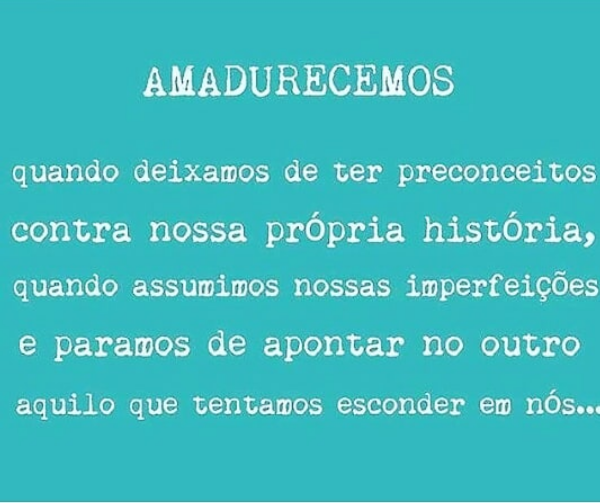 AMADURECEMOS
quando deixamos de ter preconceitos
contra nossa própria história,
quando assumimos nossas imperfeições
e paramos de apontar no outro
aquilo que tentamos esconder em nós...